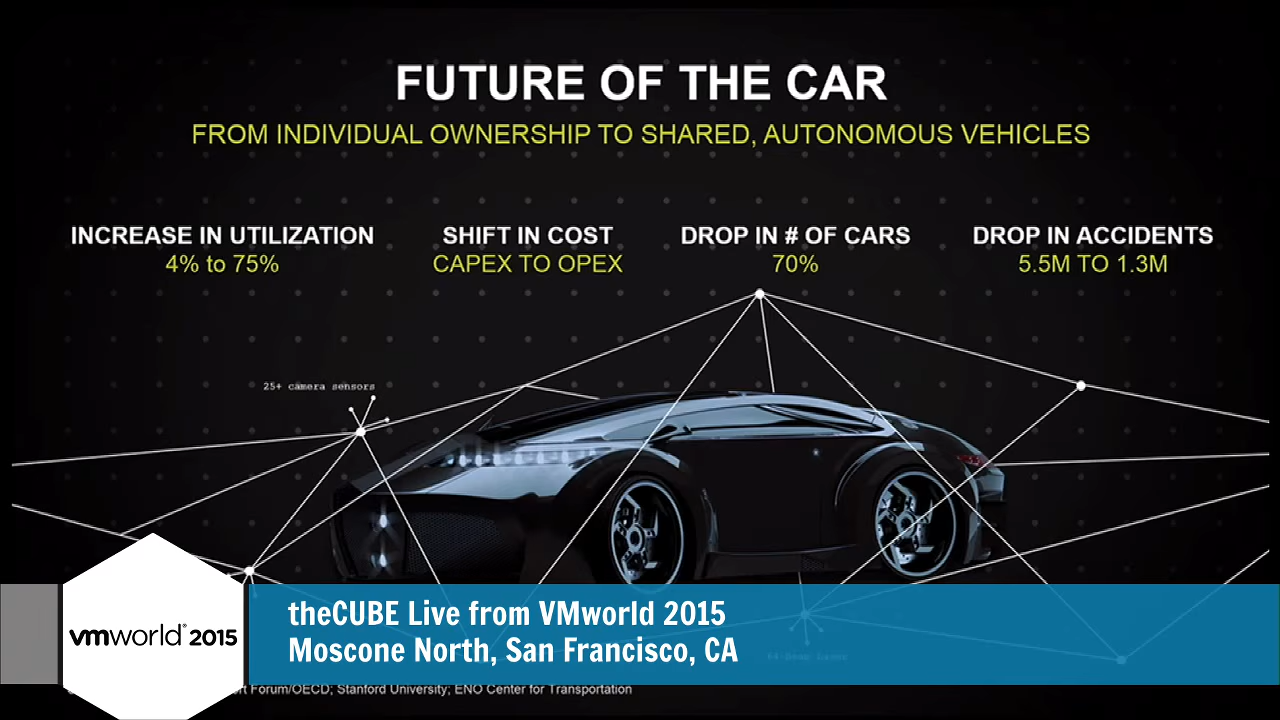 FUTURE OF THE CAR
FROM INDIVIDUAL OWNERSHIP TO SHARED, AUTONOMOUS VEHICLES
INCREASE IN UTILIZATION
4% to 75%
SHIFT IN COST
CAPEX TO OPEX
DROP IN # OF CARS
70%
DROP IN ACCIDENTS
5.5M TO 1.3M
25+ camera sensors
theCUBE Live from VMworld 2015
Moscone North, San Francisco, CA
vmworld® 2015
Forum/OECD; Stanford University; ENO Center for Transportation